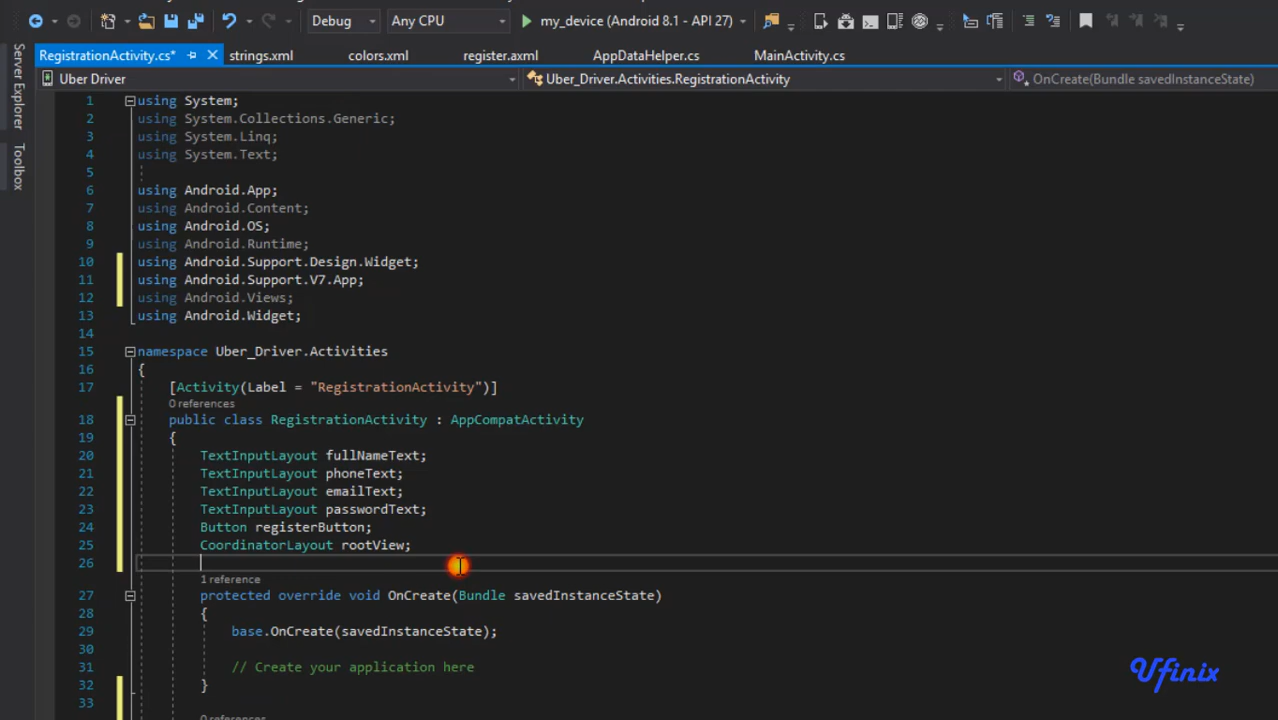 Debug Any CPU my_device (Android 8.1 - API 27)
RegistrationActivity.cs* strings.xml colors.xml register.axml AppDataHelper.cs MainActivity.cs
Uber Driver Uber_Driver.Activities.RegistrationActivity OnCreate(Bundle savedInstanceState)
Server Explorer
Toolbox
1 using System;
2 using System.Collections.Generic;
3 using System.Linq;
4 using System.Text;
5
6 using Android.App;
7 using Android.Content;
8 using Android.OS;
9 using Android.Runtime;
10 using Android.Support.Design.Widget;
11 using Android.Support.V7.App;
12 using Android.Views;
13 using Android.Widget;
14
15 namespace Uber_Driver.Activities
16 {
17 [Activity(Label = "RegistrationActivity")]
0 references
18 public class RegistrationActivity : AppCompatActivity
19 {
20 TextInputLayout fullNameText;
21 TextInputLayout phoneText;
22 TextInputLayout emailText;
23 TextInputLayout passwordText;
24 Button registerButton;
25 CoordinatorLayout rootView;
26
1 reference
27 protected override void OnCreate(Bundle savedInstanceState)
28 {
29 base.OnCreate(savedInstanceState);
30
31 // Create your application here
32 }
33
0 references
Ufinix